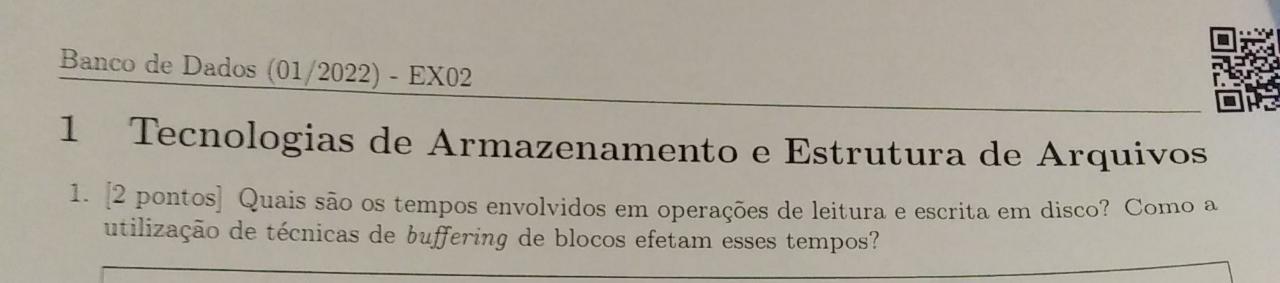 Banco de Dados (01/2022) - EX02
1 Tecnologias de Armazenamento e Estrutura de Arquivos
1. [2 pontos] Quais são os tempos envolvidos em operações de leitura e escrita em disco? Como a
utilização de técnicas de buffering de blocos efetam esses tempos?